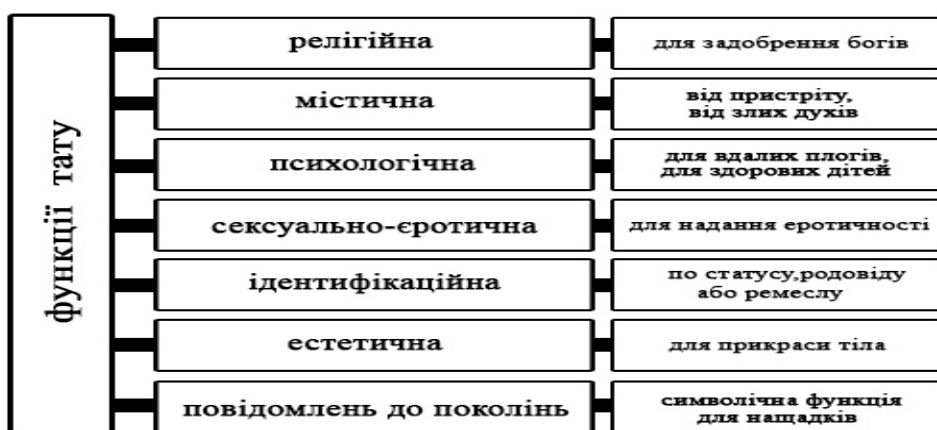 функції тату
релігійна
для задобрення богів
містична
від пристріту,
від злих духів
психологічна
для вдалих плогів,
для здорових дітей
сексуально-єротична
для надання еротичності
ідентифікаційна
по статусу,родовіду
або ремеслу
естетична
для прикраси тіла
повідомлень до поколінь
символічна функція
для нащадків